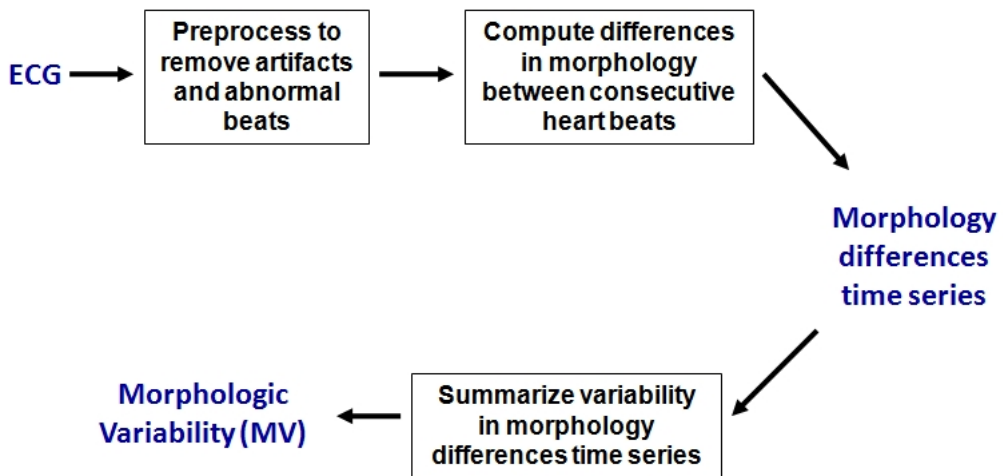 ECG
Preprocess to
remove artifacts
and abnormal
beats
Compute differences
in morphology
between consecutive
heart beats
Morphology
differences
time series
Summarize variability
in morphology
differences time series
Morphologic
Variability (MV)